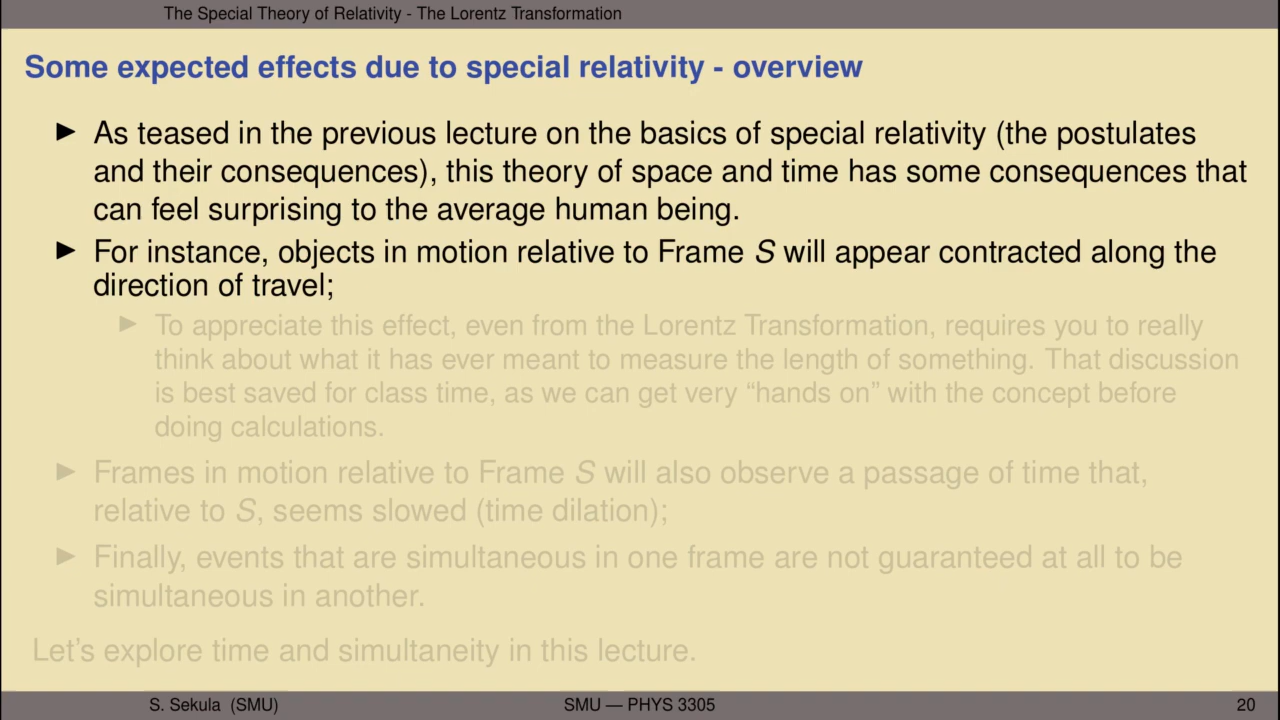 The Special Theory of Relativity - The Lorentz Transformation
Some expected effects due to special relativity - overview
▶ As teased in the previous lecture on the basics of special relativity (the postulates
and their consequences), this theory of space and time has some consequences that
can feel surprising to the average human being.
▶ For instance, objects in motion relative to Frame S will appear contracted along the
direction of travel;
▶ To appreciate this effect, even from the Lorentz Transformation, requires you to really
think about what it has ever meant to measure the length of something. That discussion
is best saved for class time, as we can get very “hands on” with the concept before
doing calculations.
▶ Frames in motion relative to Frame S will also observe a passage of time that,
relative to S, seems slowed (time dilation);
▶ Finally, events that are simultaneous in one frame are not guaranteed at all to be
simultaneous in another.
Let's explore time and simultaneity in this lecture.
S. Sekula (SMU) SMU — PHYS 3305 20